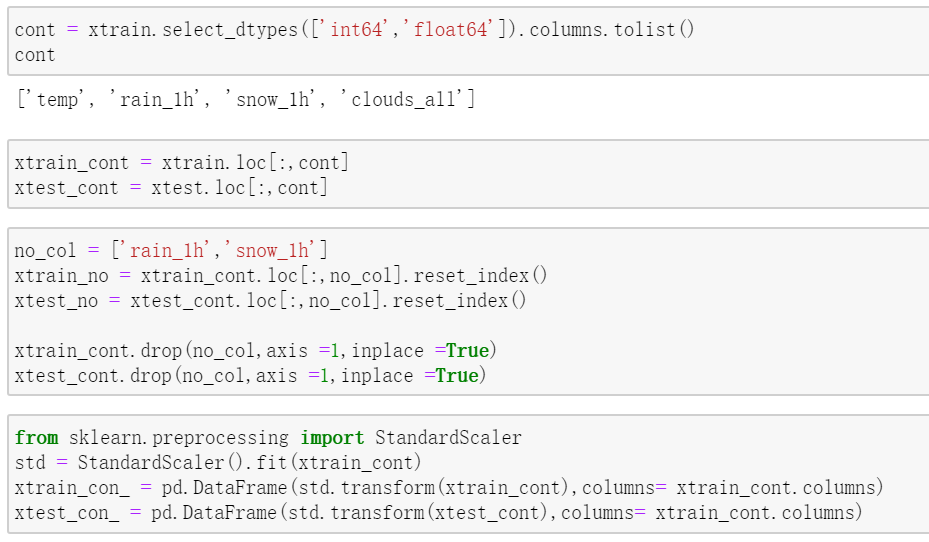 cont = xtrain.select_dtypes(['int64','float64']).columns.tolist()
cont
['temp', 'rain_1h', 'snow_1h', 'clouds_all']
xtrain_cont = xtrain.loc[:,cont]
xtest_cont = xtest.loc[:,cont]
no_col = ['rain_1h','snow_1h']
xtrain_no = xtrain_cont.loc[:,no_col].reset_index()
xtest_no = xtest_cont.loc[:,no_col].reset_index()
xtrain_cont.drop(no_col,axis =1,inplace =True)
xtest_cont.drop(no_col,axis =1,inplace =True)
from sklearn.preprocessing import StandardScaler
std = StandardScaler().fit(xtrain_cont)
xtrain_con_ = pd.DataFrame(std.transform(xtrain_cont),columns= xtrain_cont.columns)
xtest_con_ = pd.DataFrame(std.transform(xtest_cont),columns= xtrain_cont.columns)